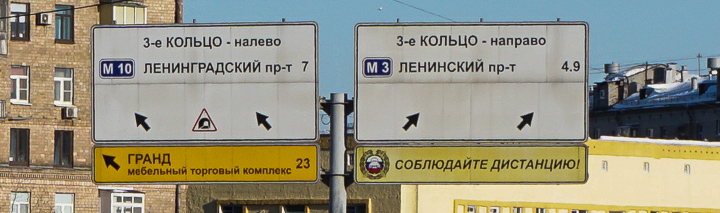 3-е КОЛЬЦО - налево
М 10 ЛЕНИНГРАДСКИЙ пр-т 7
ГРАНД 23
мебельный торговый комплекс
3-е КОЛЬЦО - направо
М 3 ЛЕНИНСКИЙ пр-т 4.9
СОБЛЮДАЙТЕ ДИСТАНЦИЮ!